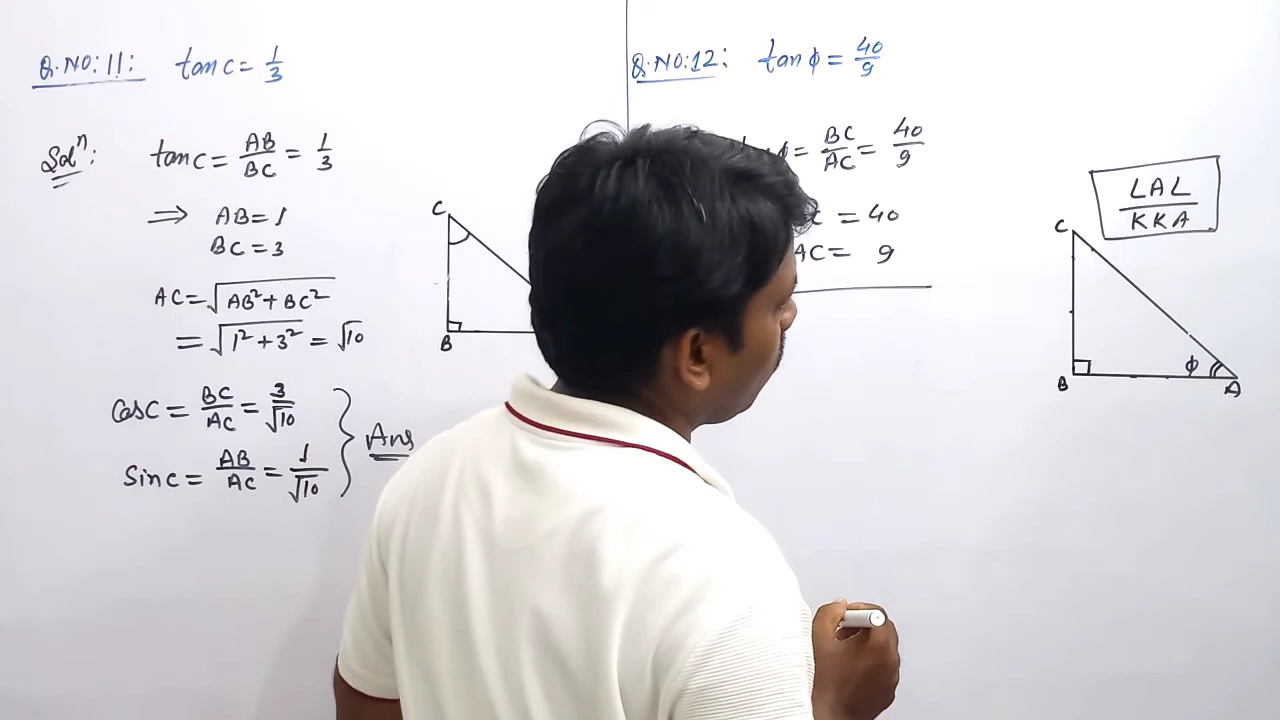 Q.NO:11: tan C = 1/3
Solⁿ: tan C = AB/BC = 1/3
⇒ AB = 1
BC = 3
AC = √(AB² + BC²)
= √(1² + 3²) = √10
Cos C = BC/AC = 3/√10
Sin C = AB/AC = 1/√10
Ans
C
B
Q.NO:12: tan ϕ = 40/9
ϕ = BC/AC = 40/9
= 40
AC = 9
LAL/KKA
C
B
ϕ
A